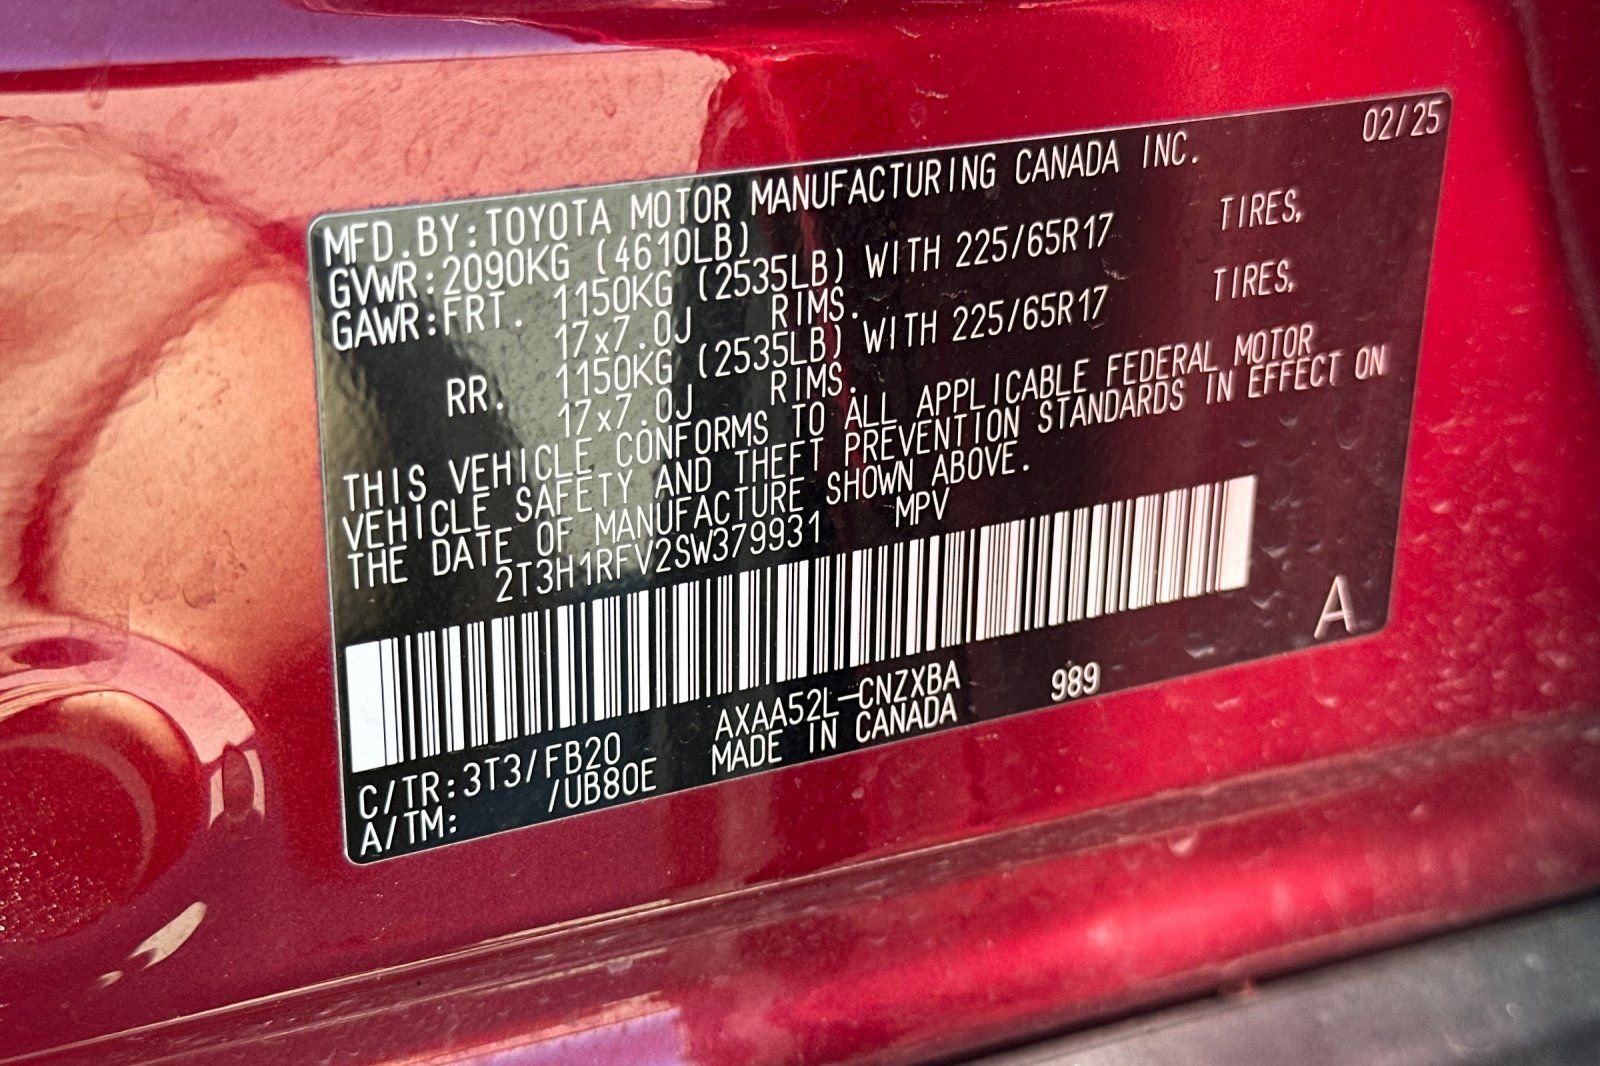 02/25
MFD.BY:TOYOTA MOTOR MANUFACTURING CANADA INC.
GVWR:2090KG (4610LB)
GAWR:FRT. 1150KG (2535LB) WITH 225/65R17 TIRES,
17x7.0J RIMS.
RR. 1150KG (2535LB) WITH 225/65R17 TIRES,
17x7.0J RIMS.
THIS VEHICLE CONFORMS TO ALL APPLICABLE FEDERAL MOTOR
VEHICLE SAFETY AND THEFT PREVENTION STANDARDS IN EFFECT ON
THE DATE OF MANUFACTURE SHOWN ABOVE.
2T3H1RFV2SW379931 MPV
A
C/TR:3T3/FB20 AXAA52L-CNZXBA 989
A/TM: /UB80E MADE IN CANADA